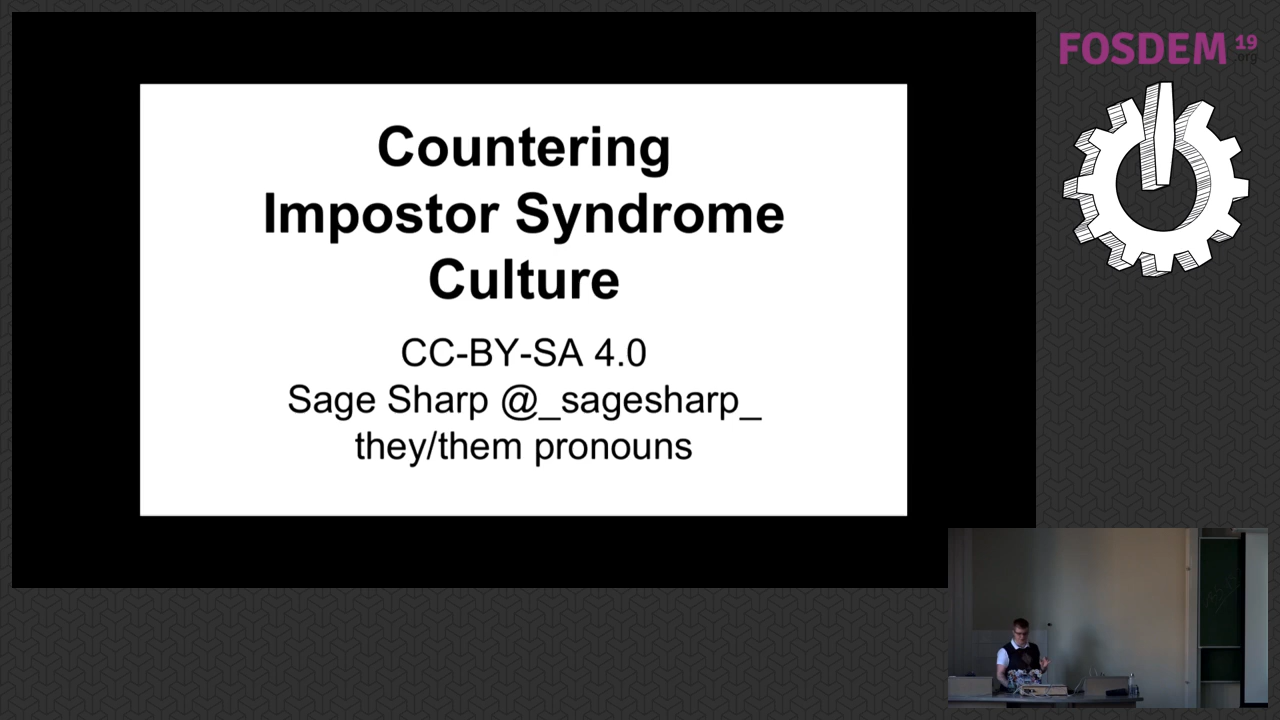 FOSDEM 19
.org
Countering
Impostor Syndrome
Culture
CC-BY-SA 4.0
Sage Sharp @_sagesharp_
they/them pronouns